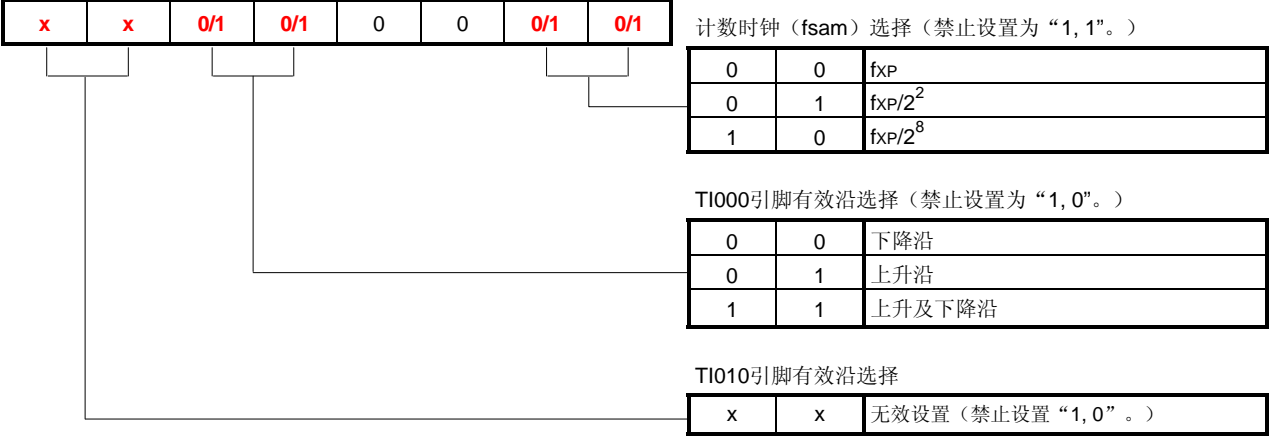 x x 0/1 0/1 0 0 0/1 0/1
计数时钟（fsam）选择（禁止设置为“1, 1”。）
0 0 fXP
0 1 fXP/2²
1 0 fXP/2⁸
TI000引脚有效沿选择（禁止设置为“1, 0”。）
0 0 下降沿
0 1 上升沿
1 1 上升及下降沿
TI010引脚有效沿选择
x x 无效设置（禁止设置“1, 0”。）